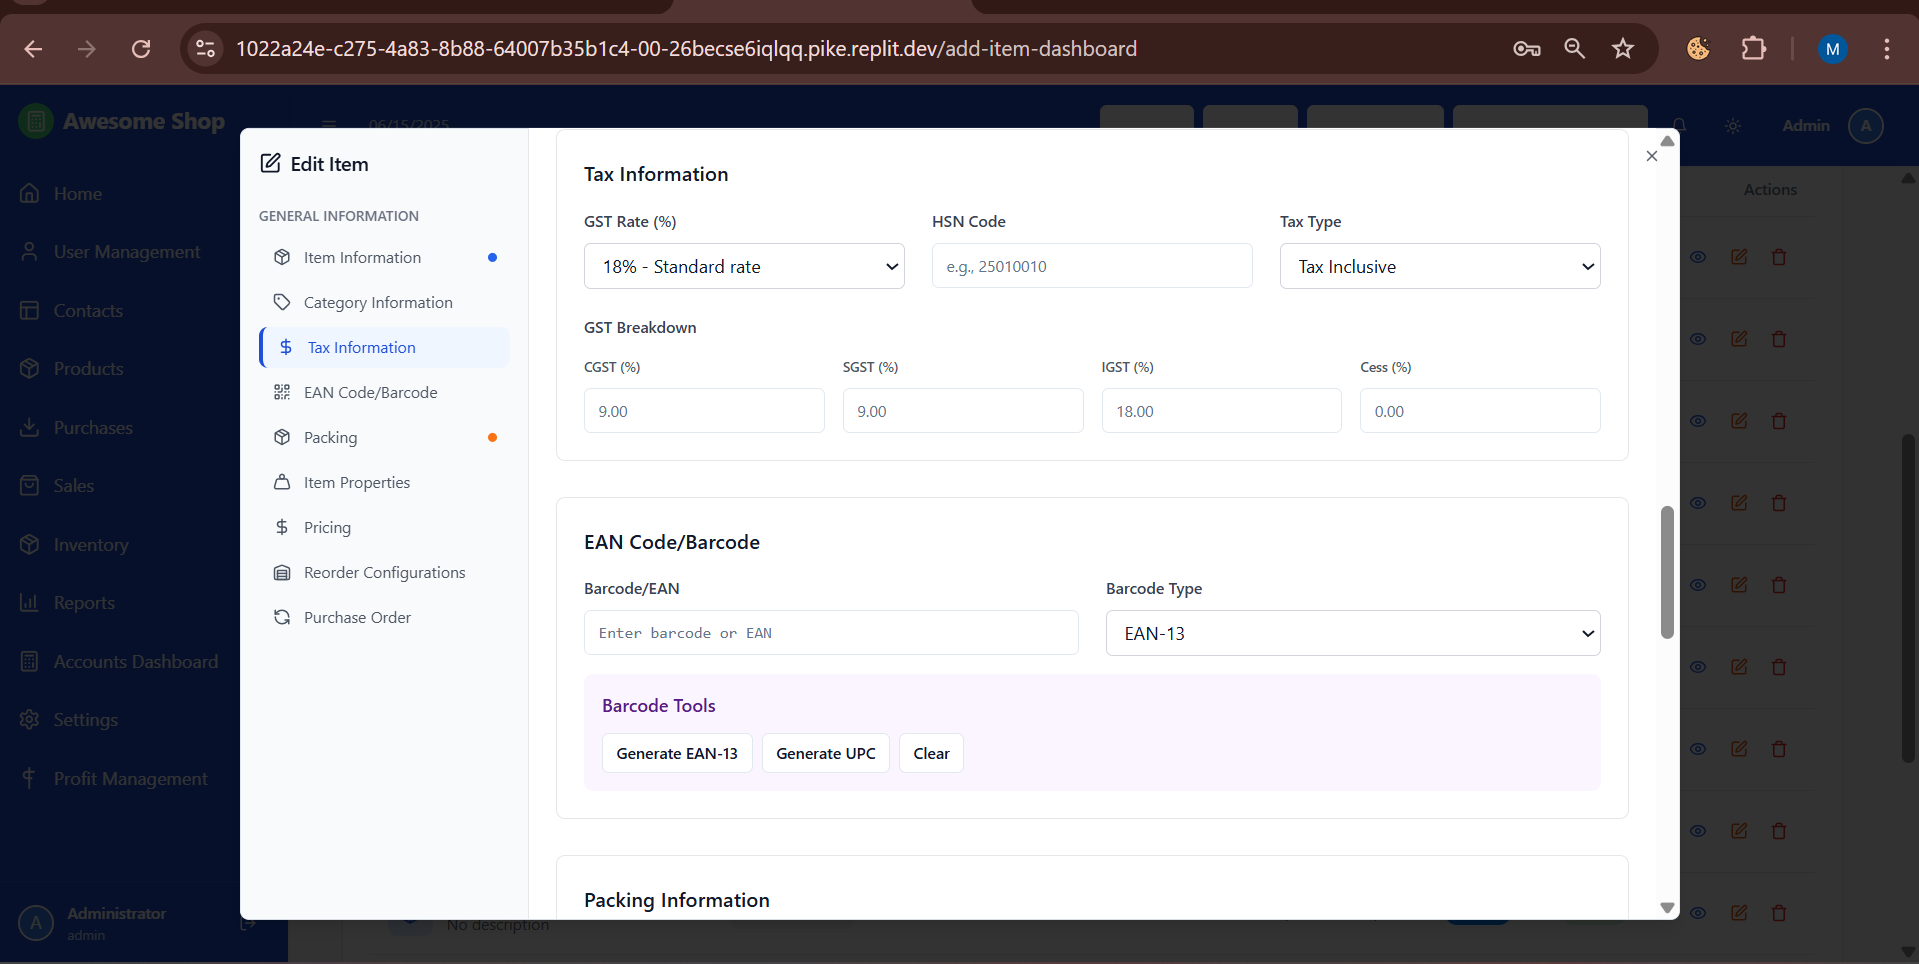 1022a24e-c275-4a83-8b88-64007b35b1c4-00-26becse6iqlqq.pike.replit.dev/add-item-dashboard
M
Awesome Shop
06/15/2025
Admin
A
Home
User Management
Contacts
Products
Purchases
Sales
Inventory
Reports
Accounts Dashboard
Settings
Profit Management
A
Administrator
admin
Edit Item
GENERAL INFORMATION
Item Information
Category Information
Tax Information
EAN Code/Barcode
Packing
Item Properties
Pricing
Reorder Configurations
Purchase Order
Tax Information
GST Rate (%) HSN Code Tax Type
18% - Standard rate e.g., 25010010 Tax Inclusive
GST Breakdown
CGST (%) SGST (%) IGST (%) Cess (%)
9.00 9.00 18.00 0.00
EAN Code/Barcode
Barcode/EAN Barcode Type
Enter barcode or EAN EAN-13
Barcode Tools
Generate EAN-13 Generate UPC Clear
Packing Information
Actions
No description